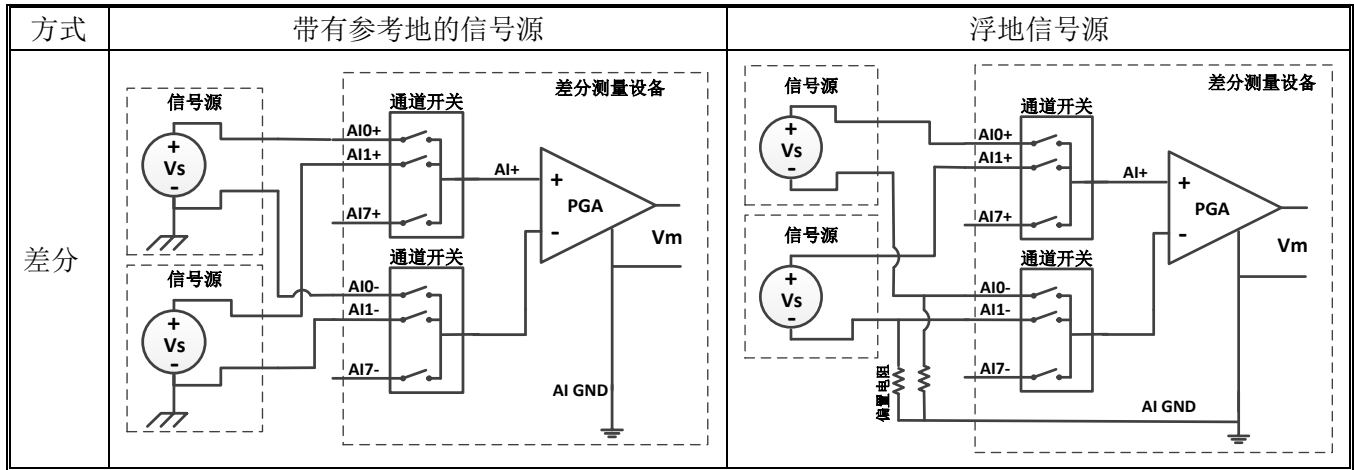 方式
带有参考地的信号源
浮地信号源
差分
信号源
+
Vs
-
信号源
+
Vs
-
差分测量设备
通道开关
AI0+
AI1+
AI7+
AI+
+
PGA
-
Vm
通道开关
AI0-
AI1-
AI7-
AI GND
信号源
+
Vs
-
信号源
+
Vs
-
差分测量设备
通道开关
AI0+
AI1+
AI7+
AI+
+
PGA
-
Vm
通道开关
AI0-
AI1-
AI7-
偏置电阻
AI GND